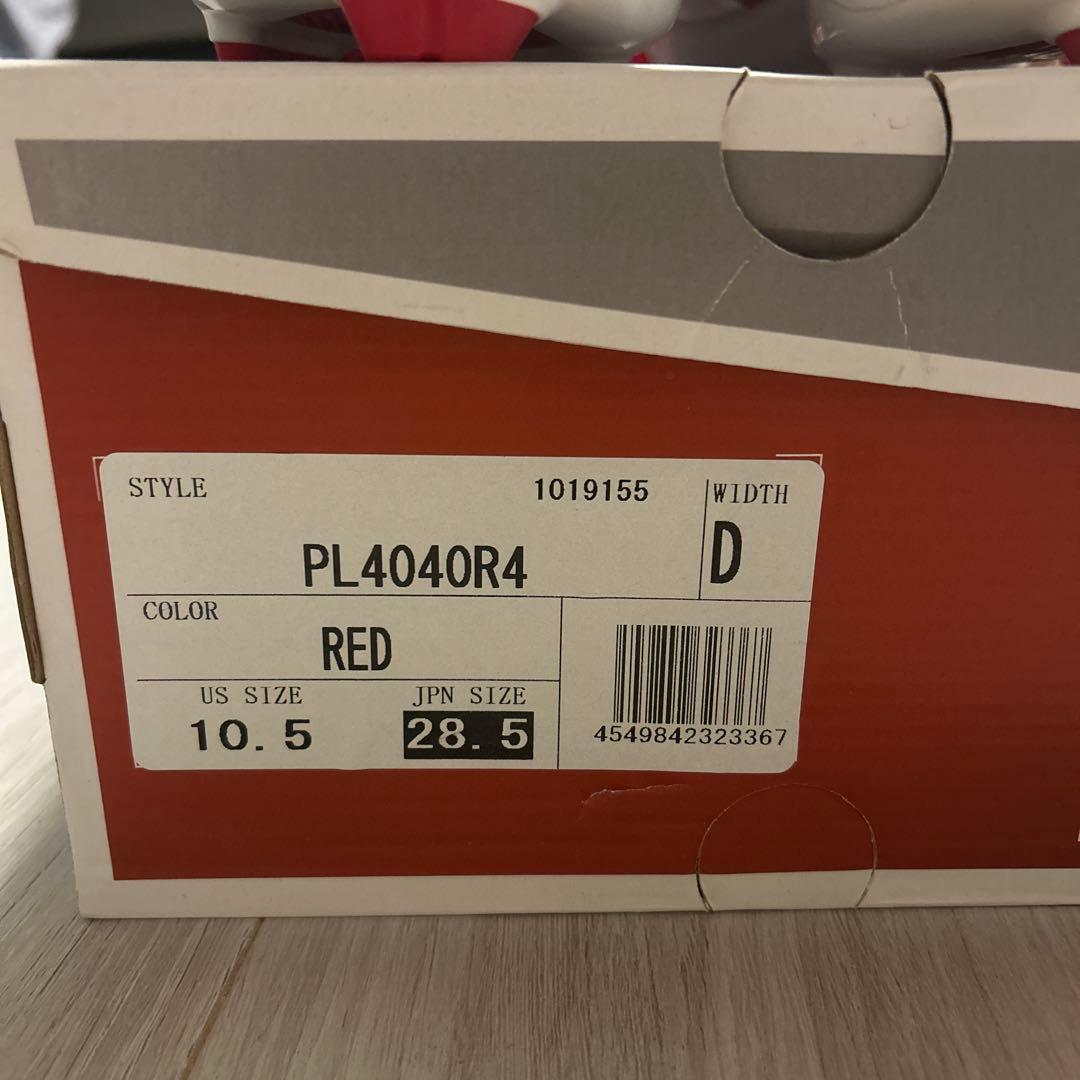 STYLE 1019155 WIDTH
PL4040R4 D
COLOR
RED
US SIZE JPN SIZE
10.5 28.5
4549842323367